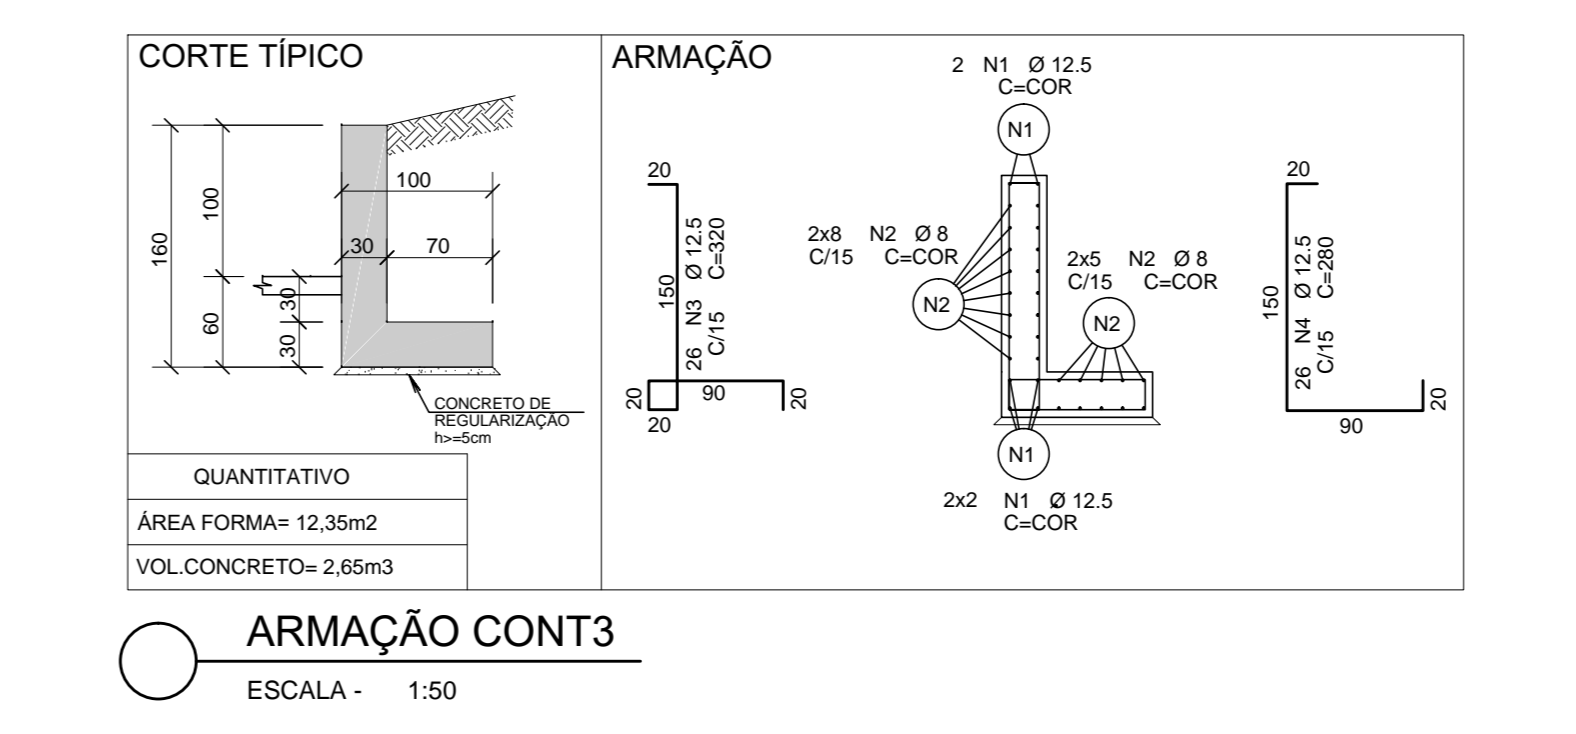 CORTE TÍPICO
160
100
60
30
30
100
30
70
CONCRETO DE
REGULARIZAÇÃO
h>=5cm
QUANTITATIVO
ÁREA FORMA= 12,35m2
VOL.CONCRETO= 2,65m3
ARMAÇÃO
20
150
26 N3 Ø 12.5
C/15 C=320
90
20
20
20
2 N1 Ø 12.5
C=COR
N1
2x8 N2 Ø 8
C/15 C=COR
N2
2x5 N2 Ø 8
C/15 C=COR
N2
N1
2x2 N1 Ø 12.5
C=COR
20
150
26 N4 Ø 12.5
C/15 C=280
20
90
ARMAÇÃO CONT3
ESCALA - 1:50